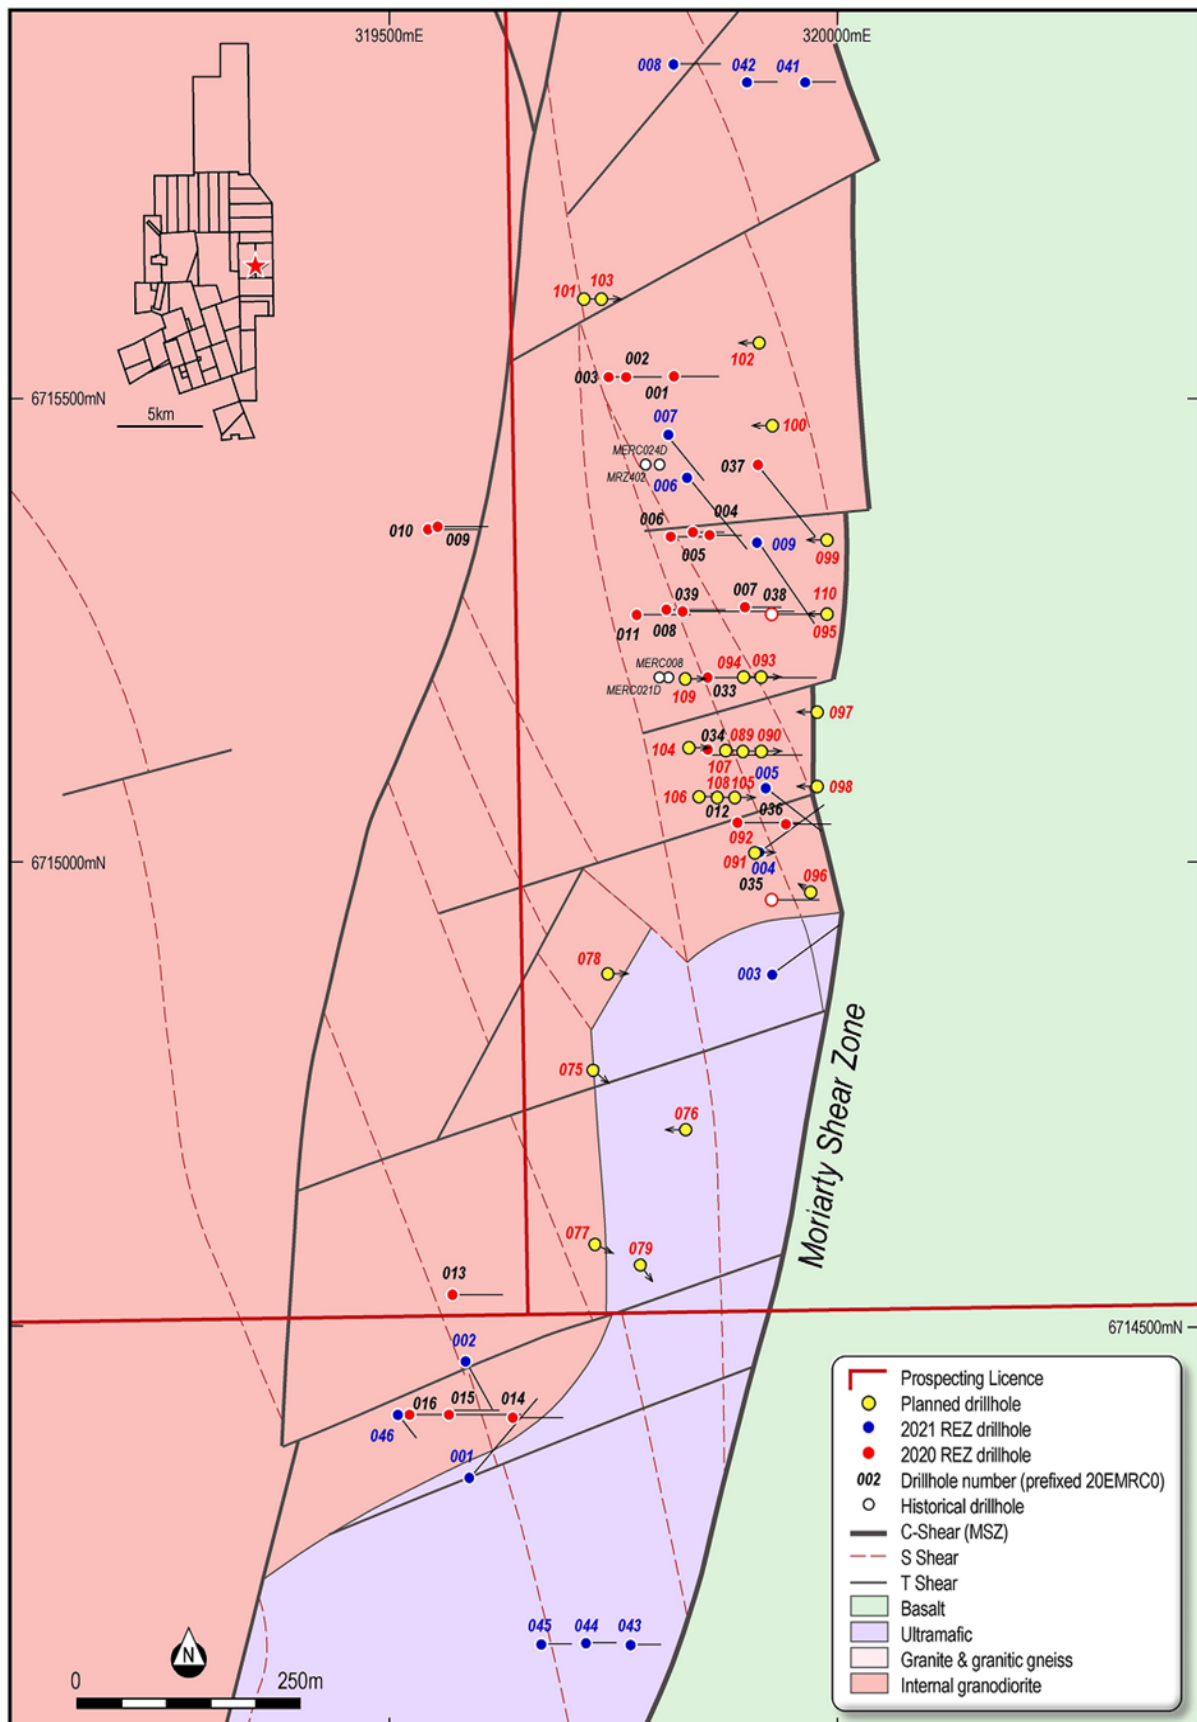 319500mE
320000mE
008
042
041
5km
101
103
102
002
003
001
6715500mN
007
100
MERC024D
037
MRZ402
006
004
006
010
009
005
009
099
039
007
038
110
011
008
095
MERC008
094
093
MERC021D
109
033
097
034
089
090
104
107
005
108
105
098
106
012
036
092
6715000mN
091
004
035
096
078
003
075
076
Moriarty Shear Zone
077
079
013
6714500mN
002
016
015
014
046
001
045
044
043
N
0
250m
Prospecting Licence
Planned drillhole
2021 REZ drillhole
2020 REZ drillhole
002 Drillhole number (prefixed 20EMRC0)
Historical drillhole
C-Shear (MSZ)
S Shear
T Shear
Basalt
Ultramafic
Granite & granitic gneiss
Internal granodiorite